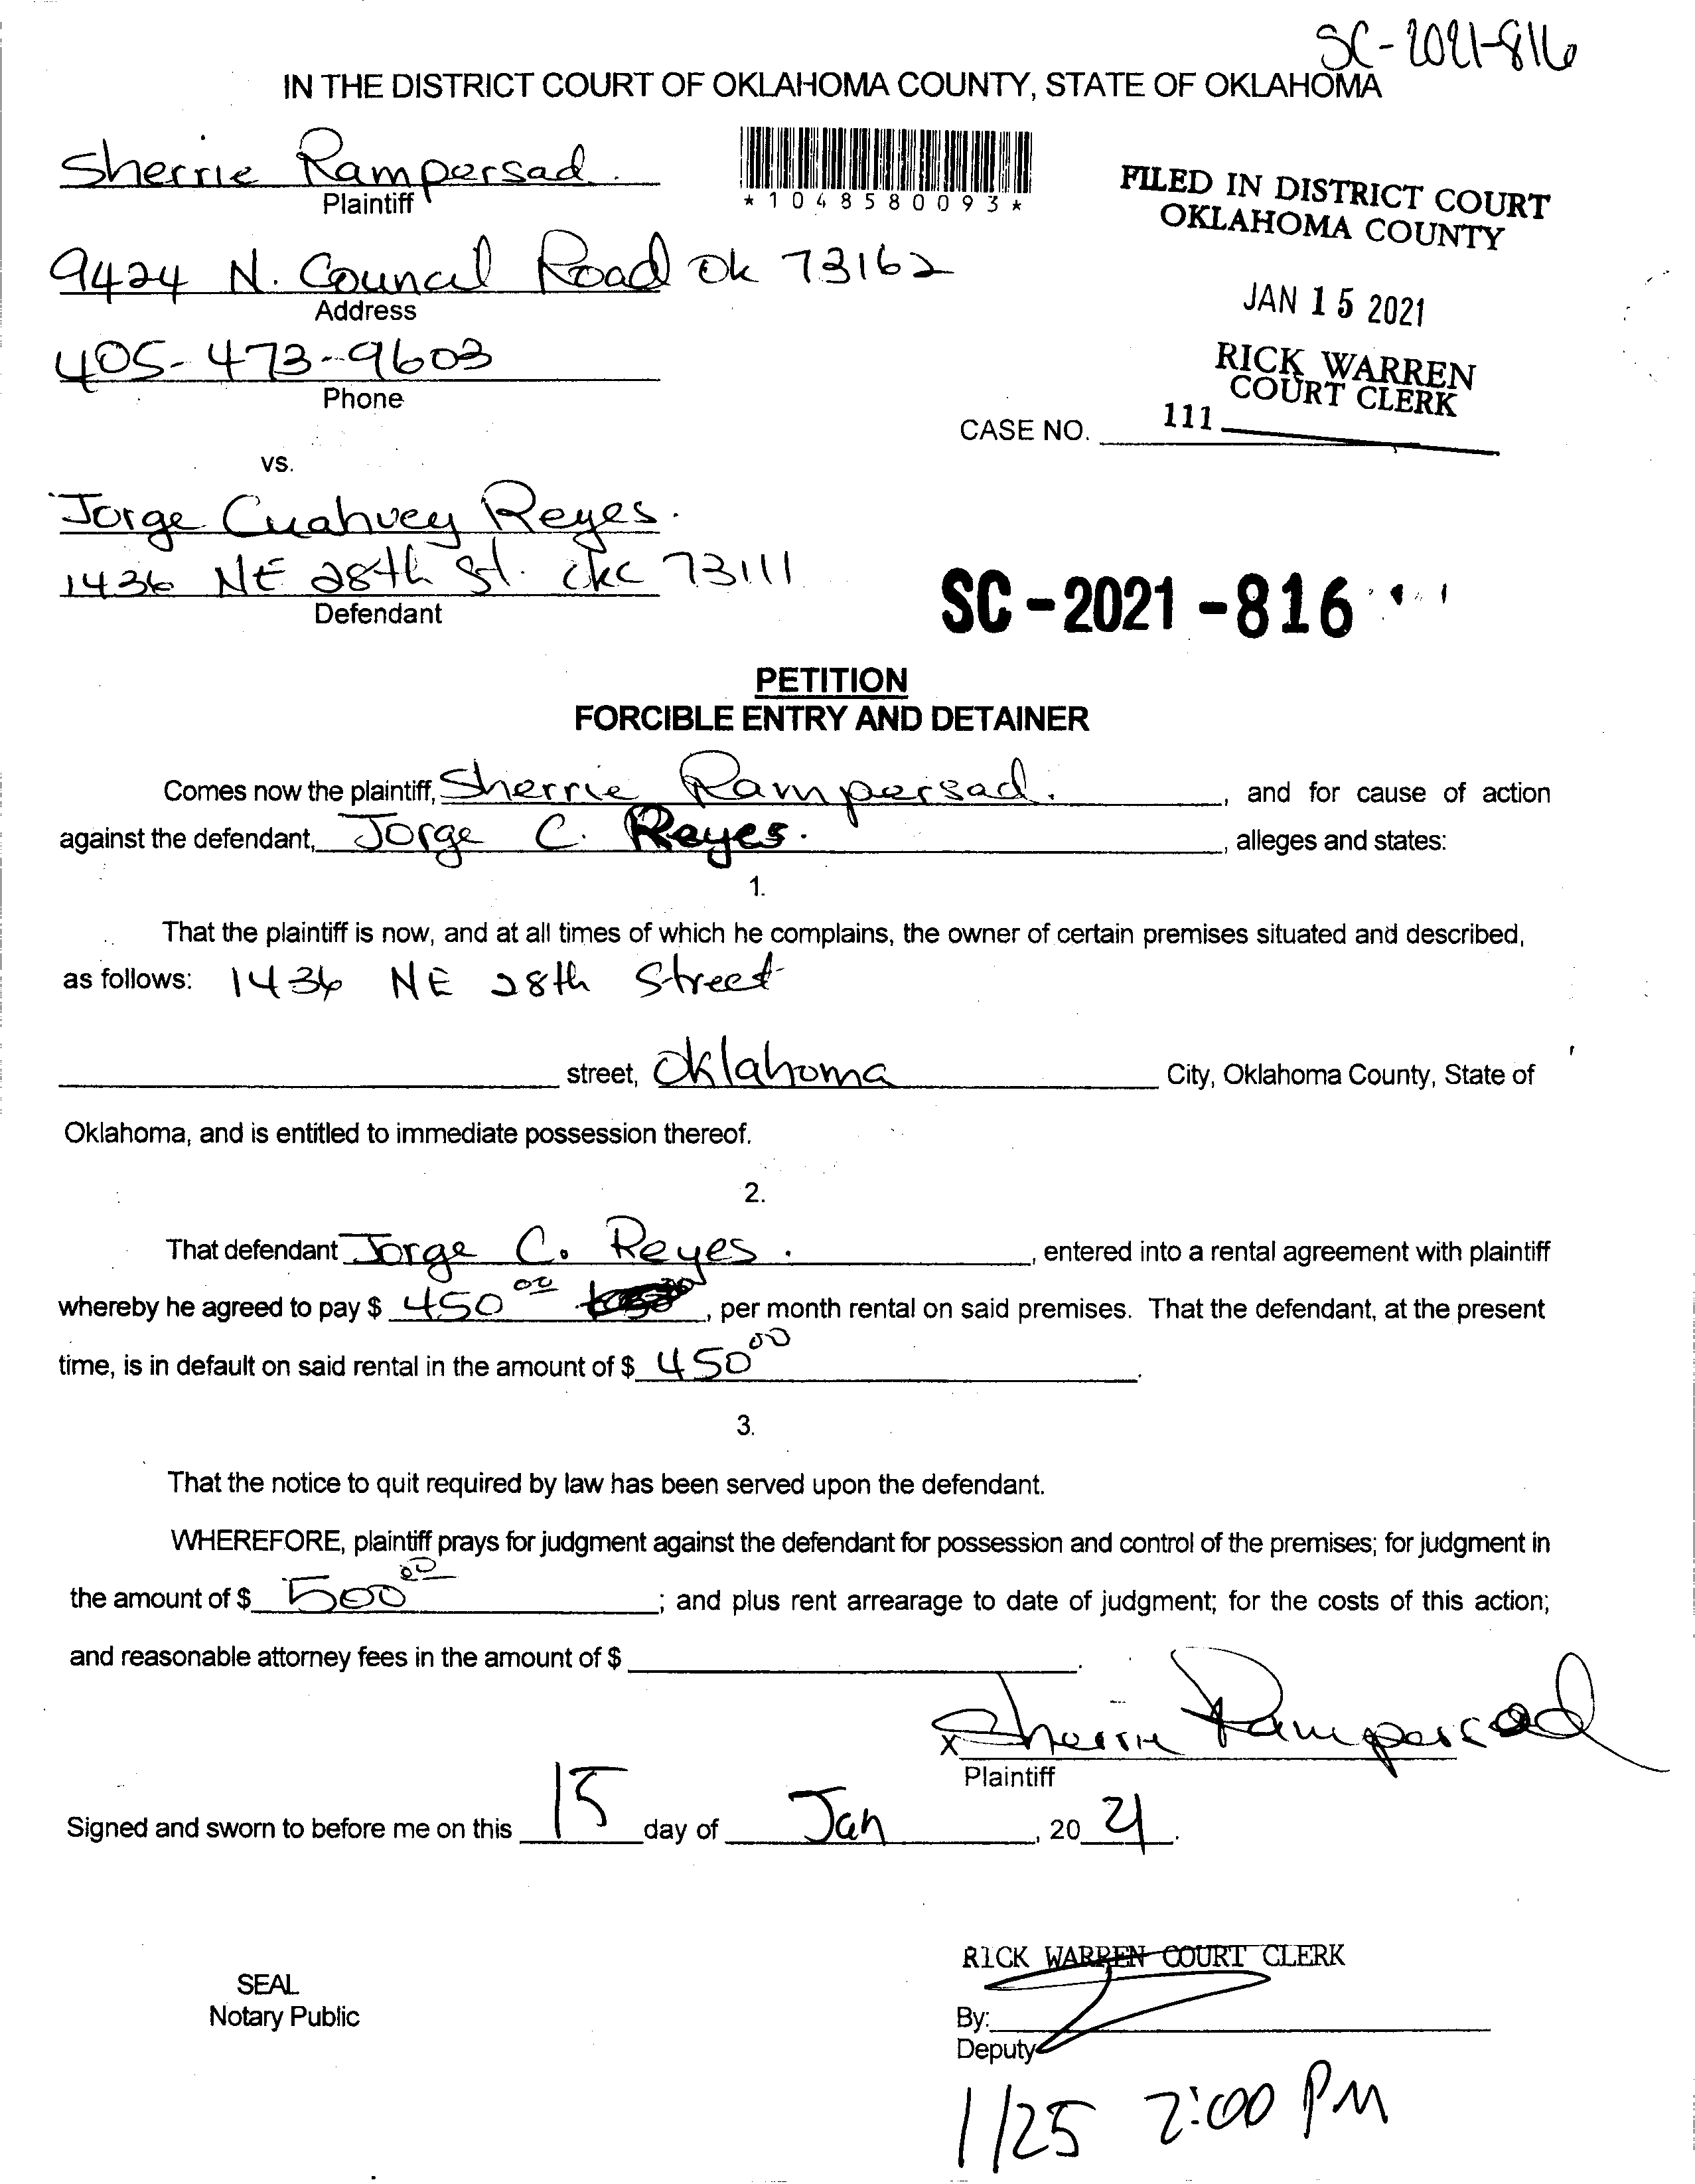 SC-2021-816
IN THE DISTRICT COURT OF OKLAHOMA COUNTY, STATE OF OKLAHOMA
Sherrie Rampersad.
Plaintiff
*1048580093*
FILED IN DISTRICT COURT
OKLAHOMA COUNTY
9424 N. Council Road Ok 73162
Address
JAN 15 2021
405-473-9603
Phone
RICK WARREN
COURT CLERK
CASE NO. 111
vs.
Jorge Cuahuey Reyes.
1436 NE 28th St. okc 73111
Defendant
SC-2021-816
PETITION
FORCIBLE ENTRY AND DETAINER
Comes now the plaintiff, Sherrie Rampersad. , and for cause of action
against the defendant, Jorge C. Reyes. , alleges and states:
1.
That the plaintiff is now, and at all times of which he complains, the owner of certain premises situated and described,
as follows: 1436 NE 28th Street
street, Oklahoma City, Oklahoma County, State of
Oklahoma, and is entitled to immediate possession thereof.
2.
That defendant Jorge C. Reyes. , entered into a rental agreement with plaintiff
whereby he agreed to pay $ 450 00 , per month rental on said premises. That the defendant, at the present
time, is in default on said rental in the amount of $ 450 00 .
3.
That the notice to quit required by law has been served upon the defendant.
WHEREFORE, plaintiff prays for judgment against the defendant for possession and control of the premises; for judgment in
the amount of $ 500 00 ; and plus rent arrearage to date of judgment; for the costs of this action;
and reasonable attorney fees in the amount of $ .
x Sherrie Rampersad
Plaintiff
Signed and sworn to before me on this 15 day of Jan , 20 21 .
RICK WARREN COURT CLERK
SEAL
Notary Public
By:
Deputy
1/25 2:00 PM